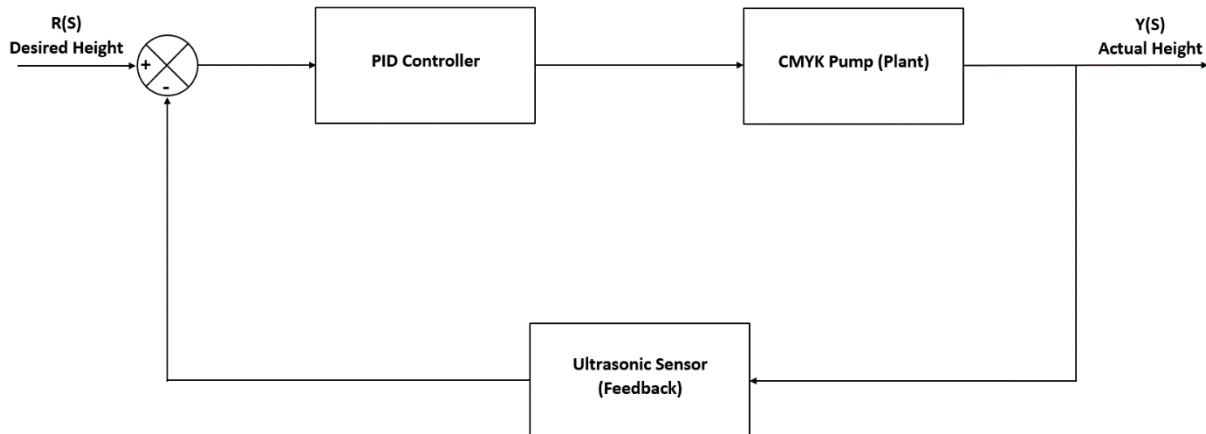 R(S)
Desired Height
+
-
PID Controller
CMYK Pump (Plant)
Y(S)
Actual Height
Ultrasonic Sensor
(Feedback)